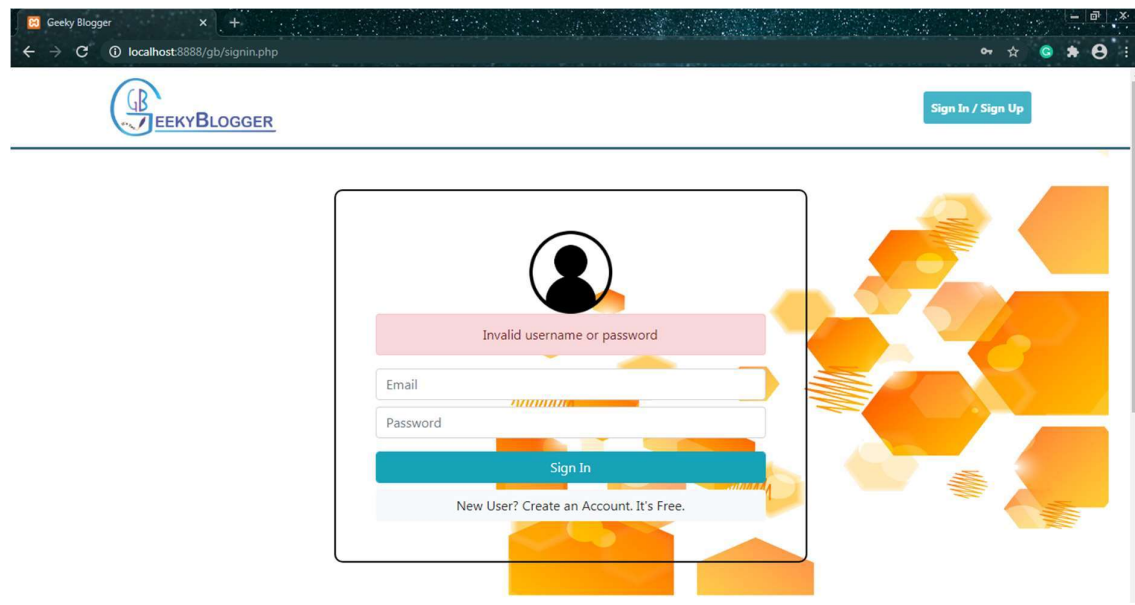 Geeky Blogger
localhost:8888/gb/signin.php
GB
GEEKYBLOGGER
Sign In / Sign Up
Invalid username or password
Email
Password
Sign In
New User? Create an Account. It's Free.